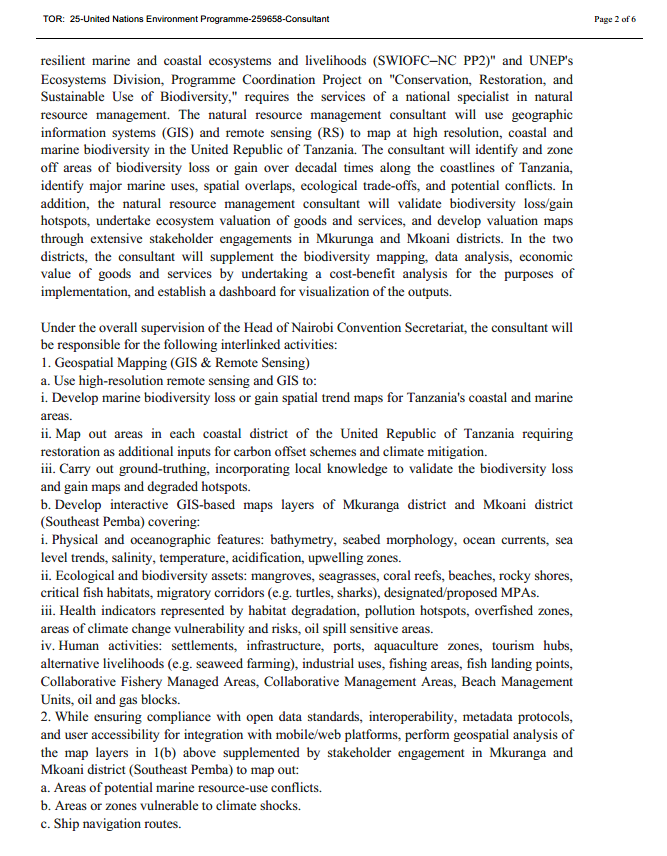 TOR: 25-United Nations Environment Programme-259658-Consultant
Page 2 of 6
resilient marine and coastal ecosystems and livelihoods (SWIOFC–NC PP2)" and UNEP's
Ecosystems Division, Programme Coordination Project on "Conservation, Restoration, and
Sustainable Use of Biodiversity," requires the services of a national specialist in natural
resource management. The natural resource management consultant will use geographic
information systems (GIS) and remote sensing (RS) to map at high resolution, coastal and
marine biodiversity in the United Republic of Tanzania. The consultant will identify and zone
off areas of biodiversity loss or gain over decadal times along the coastlines of Tanzania,
identify major marine uses, spatial overlaps, ecological trade-offs, and potential conflicts. In
addition, the natural resource management consultant will validate biodiversity loss/gain
hotspots, undertake ecosystem valuation of goods and services, and develop valuation maps
through extensive stakeholder engagements in Mkurunga and Mkoani districts. In the two
districts, the consultant will supplement the biodiversity mapping, data analysis, economic
value of goods and services by undertaking a cost-benefit analysis for the purposes of
implementation, and establish a dashboard for visualization of the outputs.
Under the overall supervision of the Head of Nairobi Convention Secretariat, the consultant will
be responsible for the following interlinked activities:
1. Geospatial Mapping (GIS & Remote Sensing)
a. Use high-resolution remote sensing and GIS to:
i. Develop marine biodiversity loss or gain spatial trend maps for Tanzania's coastal and marine
areas.
ii. Map out areas in each coastal district of the United Republic of Tanzania requiring
restoration as additional inputs for carbon offset schemes and climate mitigation.
iii. Carry out ground-truthing, incorporating local knowledge to validate the biodiversity loss
and gain maps and degraded hotspots.
b. Develop interactive GIS-based maps layers of Mkuranga district and Mkoani district
(Southeast Pemba) covering:
i. Physical and oceanographic features: bathymetry, seabed morphology, ocean currents, sea
level trends, salinity, temperature, acidification, upwelling zones.
ii. Ecological and biodiversity assets: mangroves, seagrasses, coral reefs, beaches, rocky shores,
critical fish habitats, migratory corridors (e.g. turtles, sharks), designated/proposed MPAs.
iii. Health indicators represented by habitat degradation, pollution hotspots, overfished zones,
areas of climate change vulnerability and risks, oil spill sensitive areas.
iv. Human activities: settlements, infrastructure, ports, aquaculture zones, tourism hubs,
alternative livelihoods (e.g. seaweed farming), industrial uses, fishing areas, fish landing points,
Collaborative Fishery Managed Areas, Collaborative Management Areas, Beach Management
Units, oil and gas blocks.
2. While ensuring compliance with open data standards, interoperability, metadata protocols,
and user accessibility for integration with mobile/web platforms, perform geospatial analysis of
the map layers in 1(b) above supplemented by stakeholder engagement in Mkuranga and
Mkoani district (Southeast Pemba) to map out:
a. Areas of potential marine resource-use conflicts.
b. Areas or zones vulnerable to climate shocks.
c. Ship navigation routes.